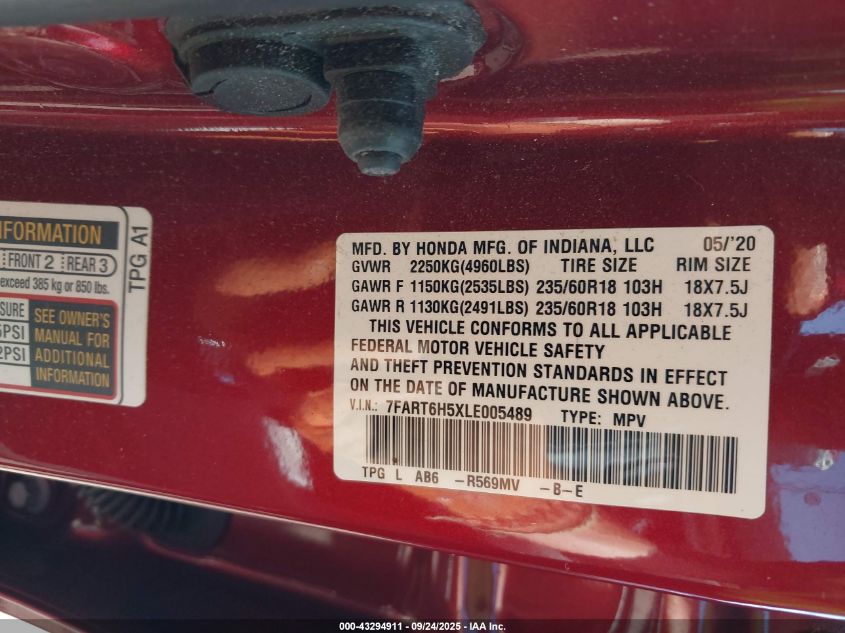 NFORMATION
FRONT 2 REAR 3
exceed 385 kg or 850 lbs.
SURE
SEE OWNER'S
MANUAL FOR
ADDITIONAL
INFORMATION
PSI
2PSI
TPG A1
MFD. BY HONDA MFG. OF INDIANA, LLC 05/'20
GVWR 2250KG(4960LBS) TIRE SIZE RIM SIZE
GAWR F 1150KG(2535LBS) 235/60R18 103H 18X7.5J
GAWR R 1130KG(2491LBS) 235/60R18 103H 18X7.5J
THIS VEHICLE CONFORMS TO ALL APPLICABLE
FEDERAL MOTOR VEHICLE SAFETY
AND THEFT PREVENTION STANDARDS IN EFFECT
ON THE DATE OF MANUFACTURE SHOWN ABOVE.
V.I.N.: 7FART6H5XLE005489 TYPE: MPV
TPG L AB6 -R569MV -B-E
000-43294911 - 09/24/2025 - IAA Inc.